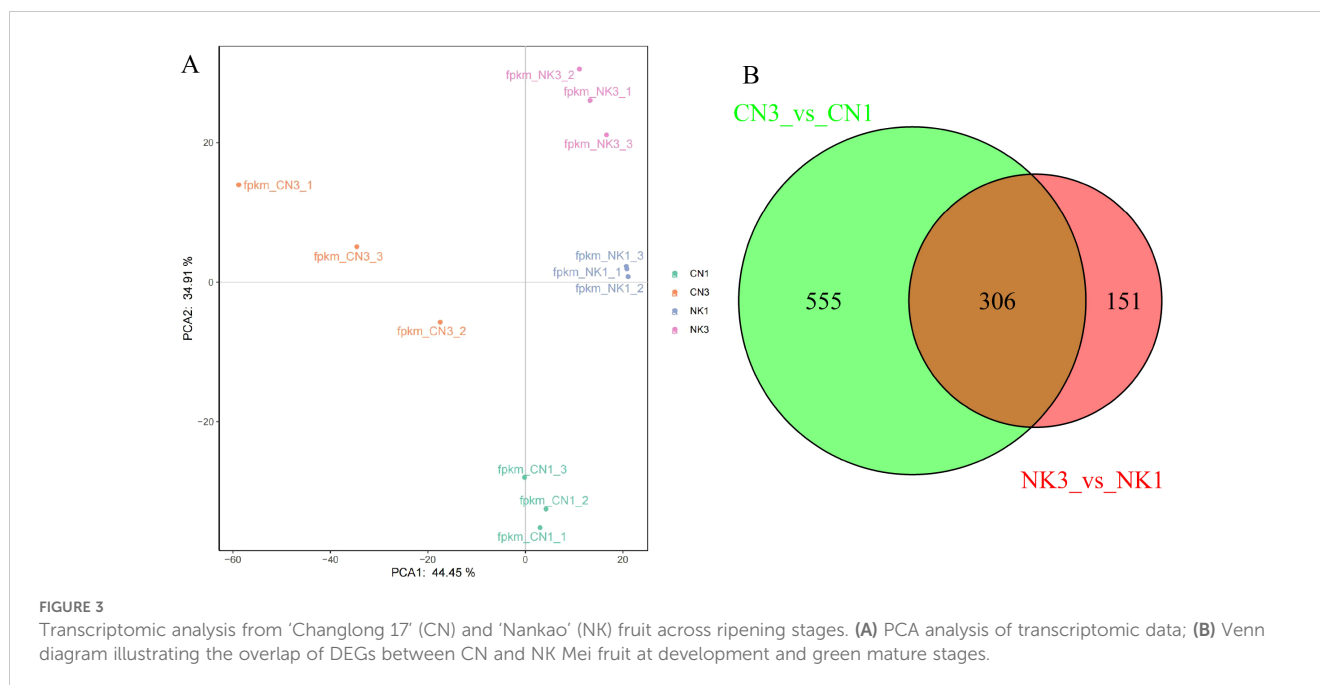 A
fpkm_NK3_2
fpkm_NK3_1
fpkm_NK3_3
fpkm_CN3_1
fpkm_CN3_3
fpkm_NK1_3
fpkm_NK1_1
fpkm_NK1_2
fpkm_CN3_2
fpkm_CN1_3
fpkm_CN1_2
fpkm_CN1_1
20
0
−20
PCA2: 34.91 %
−60
−40
−20
0
20
PCA1: 44.45 %
CN1
CN3
NK1
NK3
B
CN3_vs_CN1
555
306
151
NK3_vs_NK1
FIGURE 3
Transcriptomic analysis from ‘Changlong 17’ (CN) and ‘Nankao’ (NK) fruit across ripening stages. (A) PCA analysis of transcriptomic data; (B) Venn
diagram illustrating the overlap of DEGs between CN and NK Mei fruit at development and green mature stages.